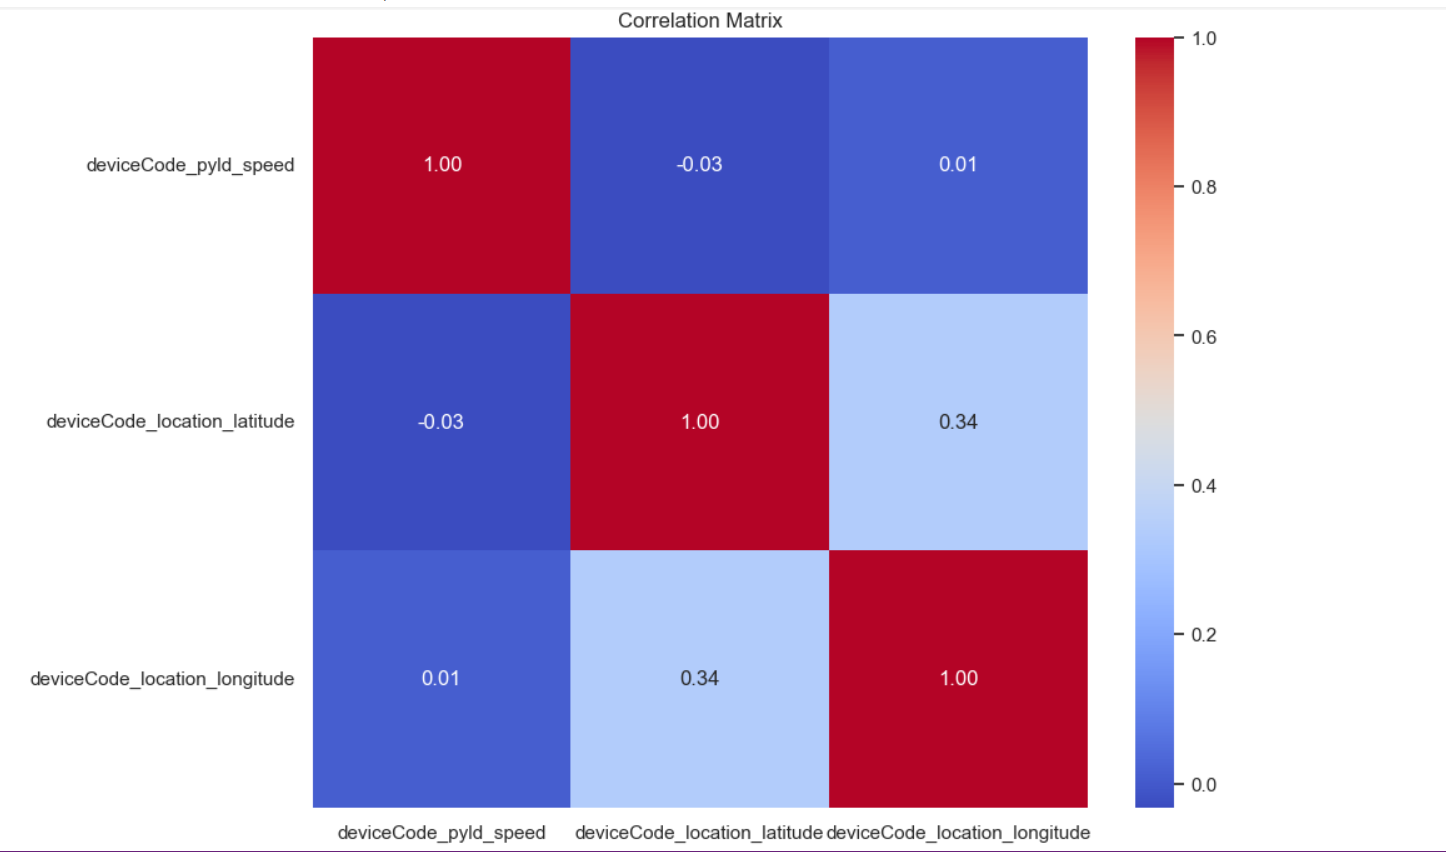 Correlation Matrix
1.0
deviceCode_pyld_speed 1.00 -0.03 0.01
0.8
0.6
deviceCode_location_latitude -0.03 1.00 0.34
0.4
0.2
deviceCode_location_longitude 0.01 0.34 1.00
0.0
deviceCode_pyld_speed deviceCode_location_latitude deviceCode_location_longitude